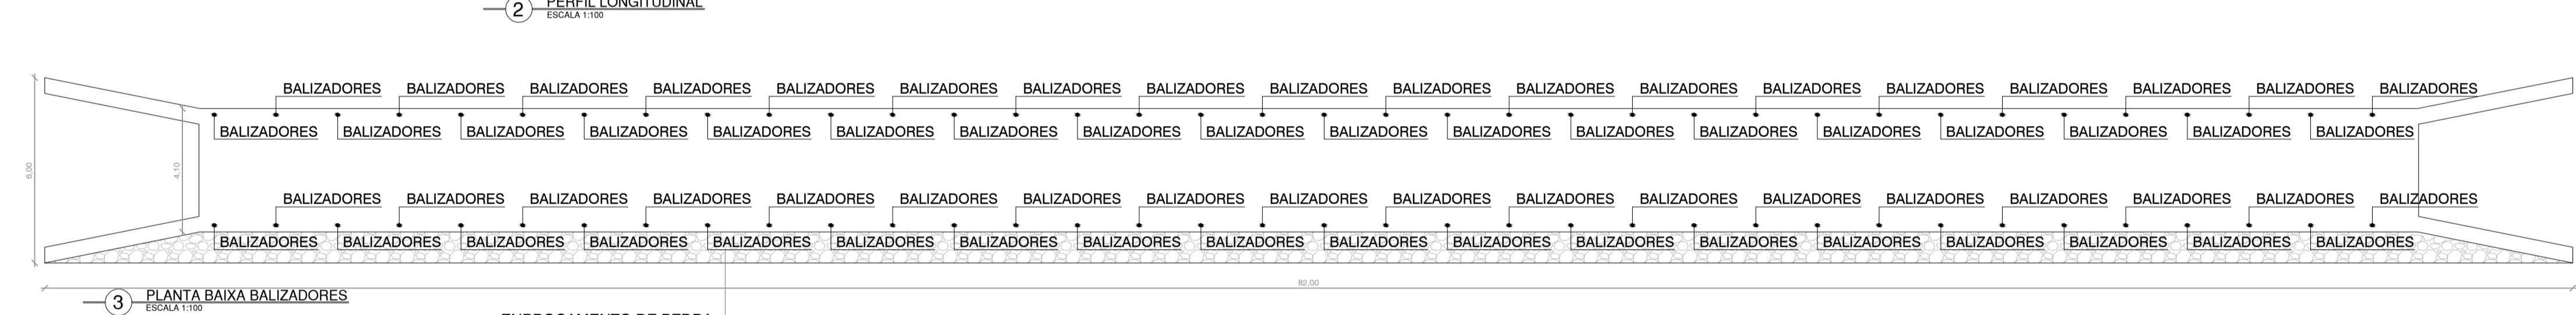 2 PERFIL LONGITUDINAL
ESCALA 1:100
BALIZADORES BALIZADORES BALIZADORES BALIZADORES BALIZADORES BALIZADORES BALIZADORES BALIZADORES BALIZADORES BALIZADORES BALIZADORES BALIZADORES BALIZADORES BALIZADORES BALIZADORES BALIZADORES BALIZADORES BALIZADORES
BALIZADORES BALIZADORES BALIZADORES BALIZADORES BALIZADORES BALIZADORES BALIZADORES BALIZADORES BALIZADORES BALIZADORES BALIZADORES BALIZADORES BALIZADORES BALIZADORES BALIZADORES BALIZADORES BALIZADORES BALIZADORES
6,00
4,10
BALIZADORES BALIZADORES BALIZADORES BALIZADORES BALIZADORES BALIZADORES BALIZADORES BALIZADORES BALIZADORES BALIZADORES BALIZADORES BALIZADORES BALIZADORES BALIZADORES BALIZADORES BALIZADORES BALIZADORES BALIZADORES
BALIZADORES BALIZADORES BALIZADORES BALIZADORES BALIZADORES BALIZADORES BALIZADORES BALIZADORES BALIZADORES BALIZADORES BALIZADORES BALIZADORES BALIZADORES BALIZADORES BALIZADORES BALIZADORES BALIZADORES BALIZADORES
82,00
3 PLANTA BAIXA BALIZADORES
ESCALA 1:100